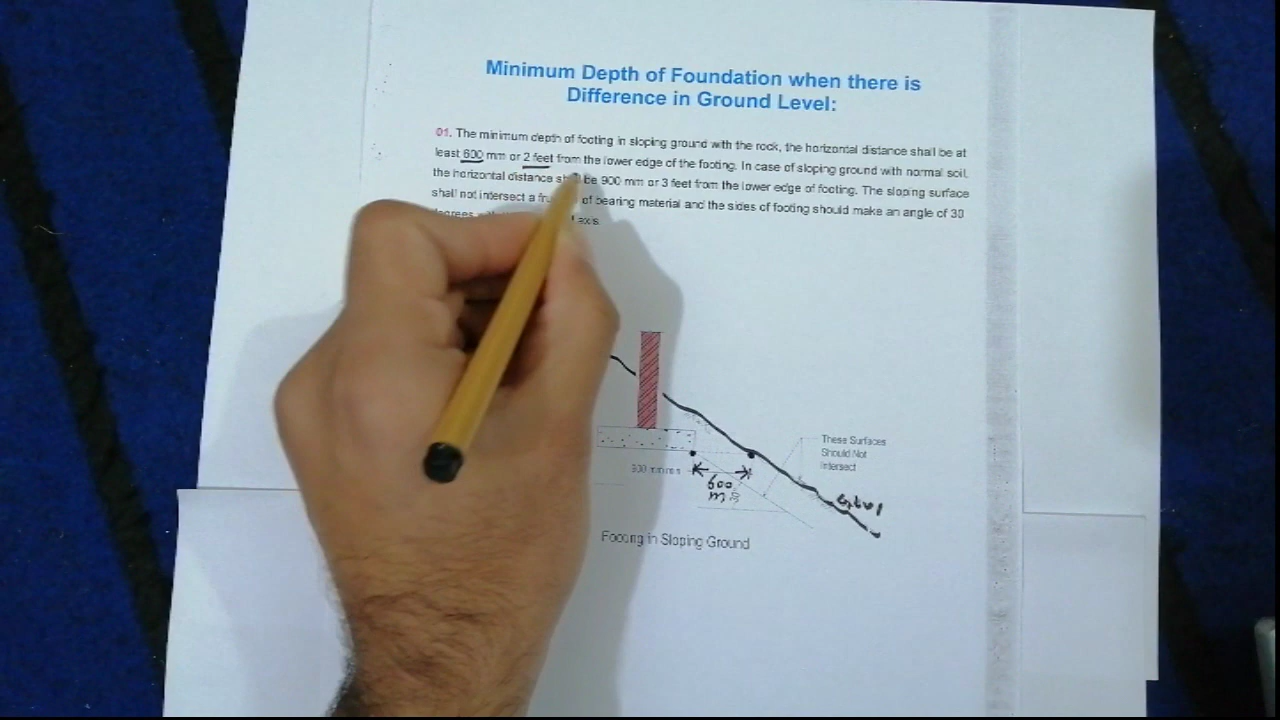 Minimum Depth of Foundation when there is
Difference in Ground Level:
01. The minimum depth of footing in sloping ground with the rock, the horizontal distance shall be at
least 600 mm or 2 feet from the lower edge of the footing. In case of sloping ground with normal soil,
the horizontal distance be 900 mm or 3 feet from the lower edge of footing. The sloping surface
shall not intersect a of bearing material and the sides of footing should make an angle of 30
degrees axis.
These Surfaces
Should Not
Intersect
600
Footing in Sloping Ground